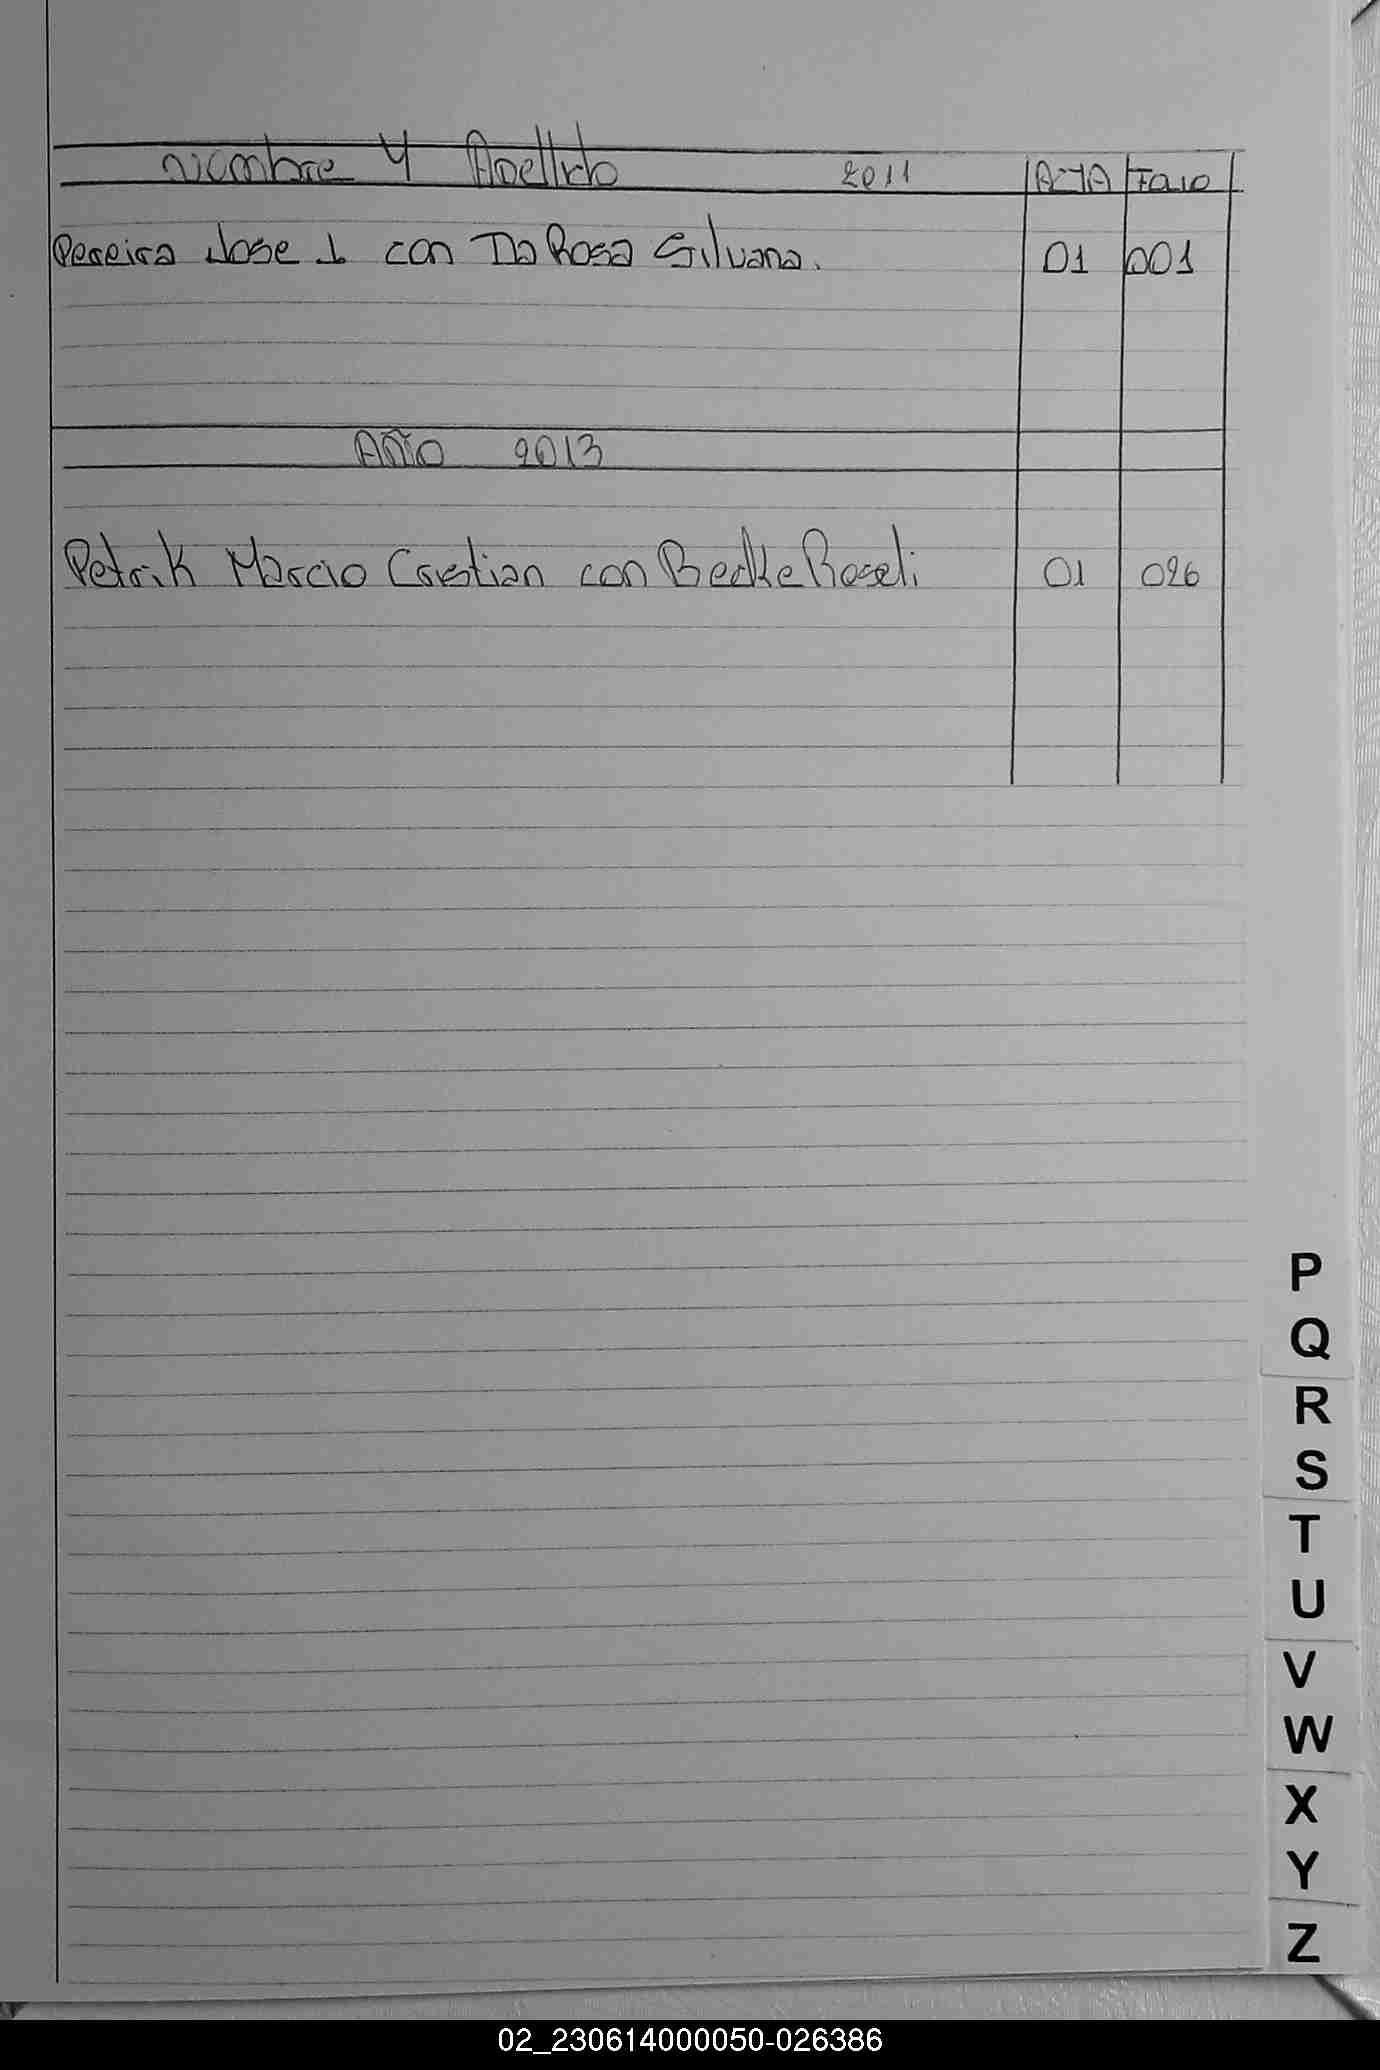 Nombre Y Apellido 2011 ACTA FOLIO
Pereira Jose I con Da Rosa Silvana. 01 001
AÑO 2013
Petrik Marcio Cristian con Roseli 01 026
P
Q
R
S
T
U
V
W
X
Y
Z
02_230614000050-026386